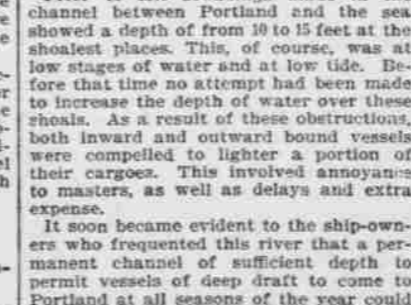 channel between Portland and the sea
showed a depth of from 10 to 15 feet at the
shoalest places. This, of course, was at
low stages of water and at low tide. Be-
fore that time no attempt had been made
to increase the depth of water over these
shoals. As a result of these obstructions,
both inward and outward bound vessels
were compelled to lighter a portion of
their cargoes. This involved annoyance
to masters, as well as delays and extra
expense.
It soon became evident to the ship-own-
ers who frequented this river that a per-
manent channel of sufficient depth to
permit vessels of deep draft to come to
Portland at all seasons of the year could